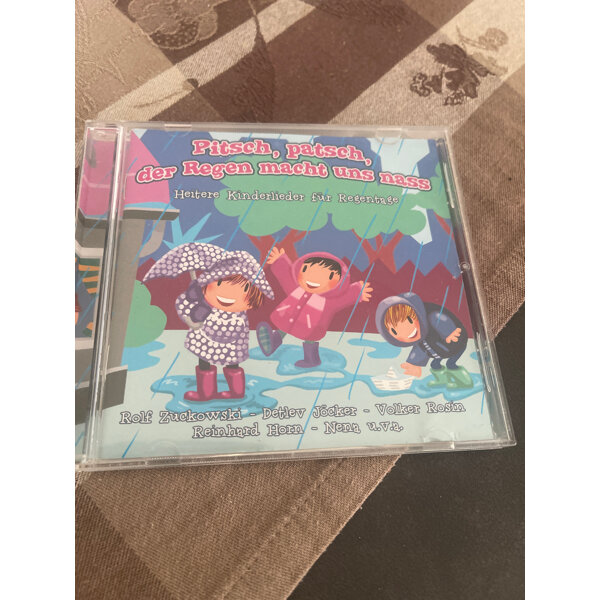 Pitsch, patsch,
der Regen macht uns nass
Heitere Kinderlieder für Regentage
Rolf Zuckowski - Detlev Jöcker - Volker Rosin
Reinhard Horn - Nena u.v.a.